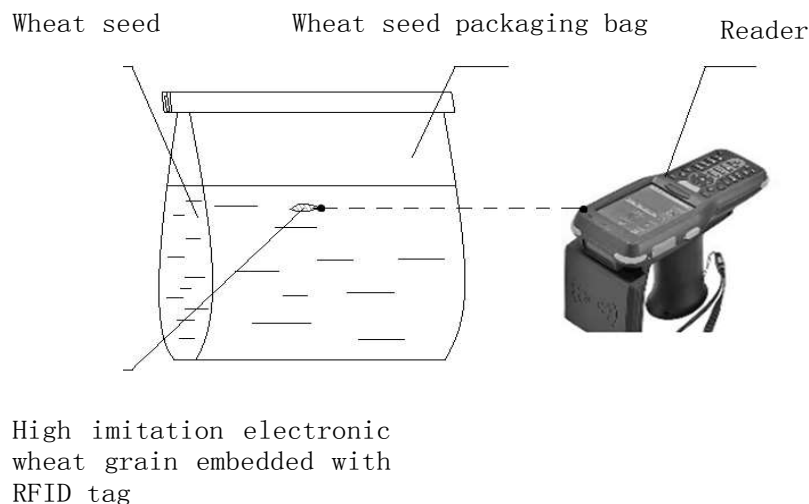 Wheat seed
Wheat seed packaging bag
Reader
High imitation electronic
wheat grain embedded with
RFID tag